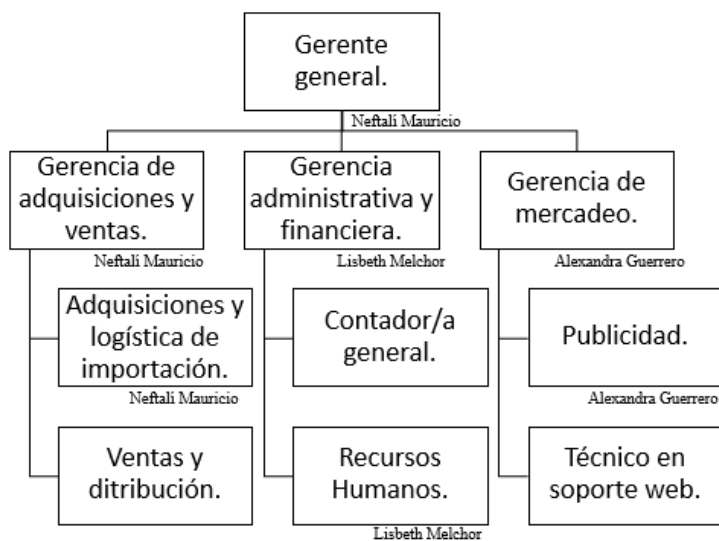 Gerente
general.
Neftalí Mauricio
Gerencia de
adquisiciones y
ventas.
Neftalí Mauricio
Gerencia
administrativa y
financiera.
Lisbeth Melchor
Gerencia de
mercadeo.
Alexandra Guerrero
Adquisiciones y
logística de
importación.
Neftalí Mauricio
Contador/a
general.
Publicidad.
Alexandra Guerrero
Ventas y
ditribución.
Recursos
Humanos.
Lisbeth Melchor
Técnico en
soporte web.